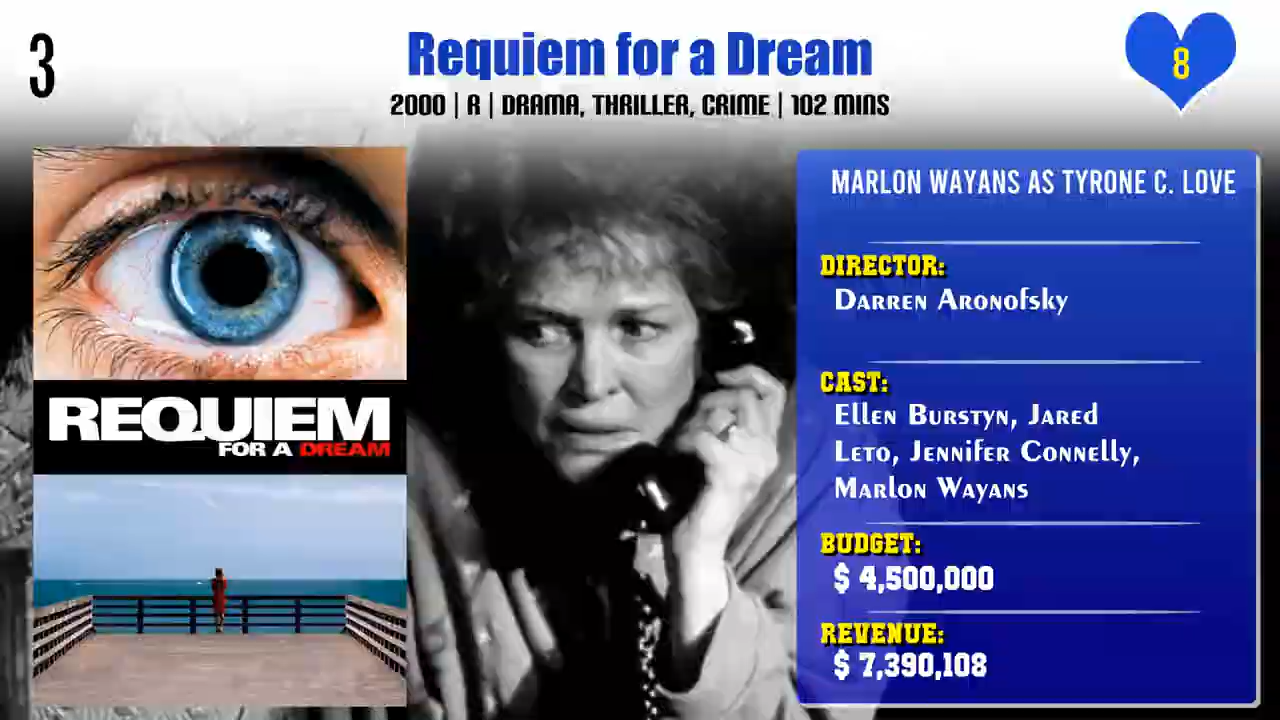 3
Requiem for a Dream
8
2000 | R | DRAMA, THRILLER, CRIME | 102 MINS
REQUIEM
FOR A DREAM
MARLON WAYANS AS TYRONE C. LOVE
DIRECTOR:
Darren Aronofsky
CAST:
Ellen Burstyn, Jared
Leto, Jennifer Connelly,
Marlon Wayans
BUDGET:
$ 4,500,000
REVENUE:
$ 7,390,108